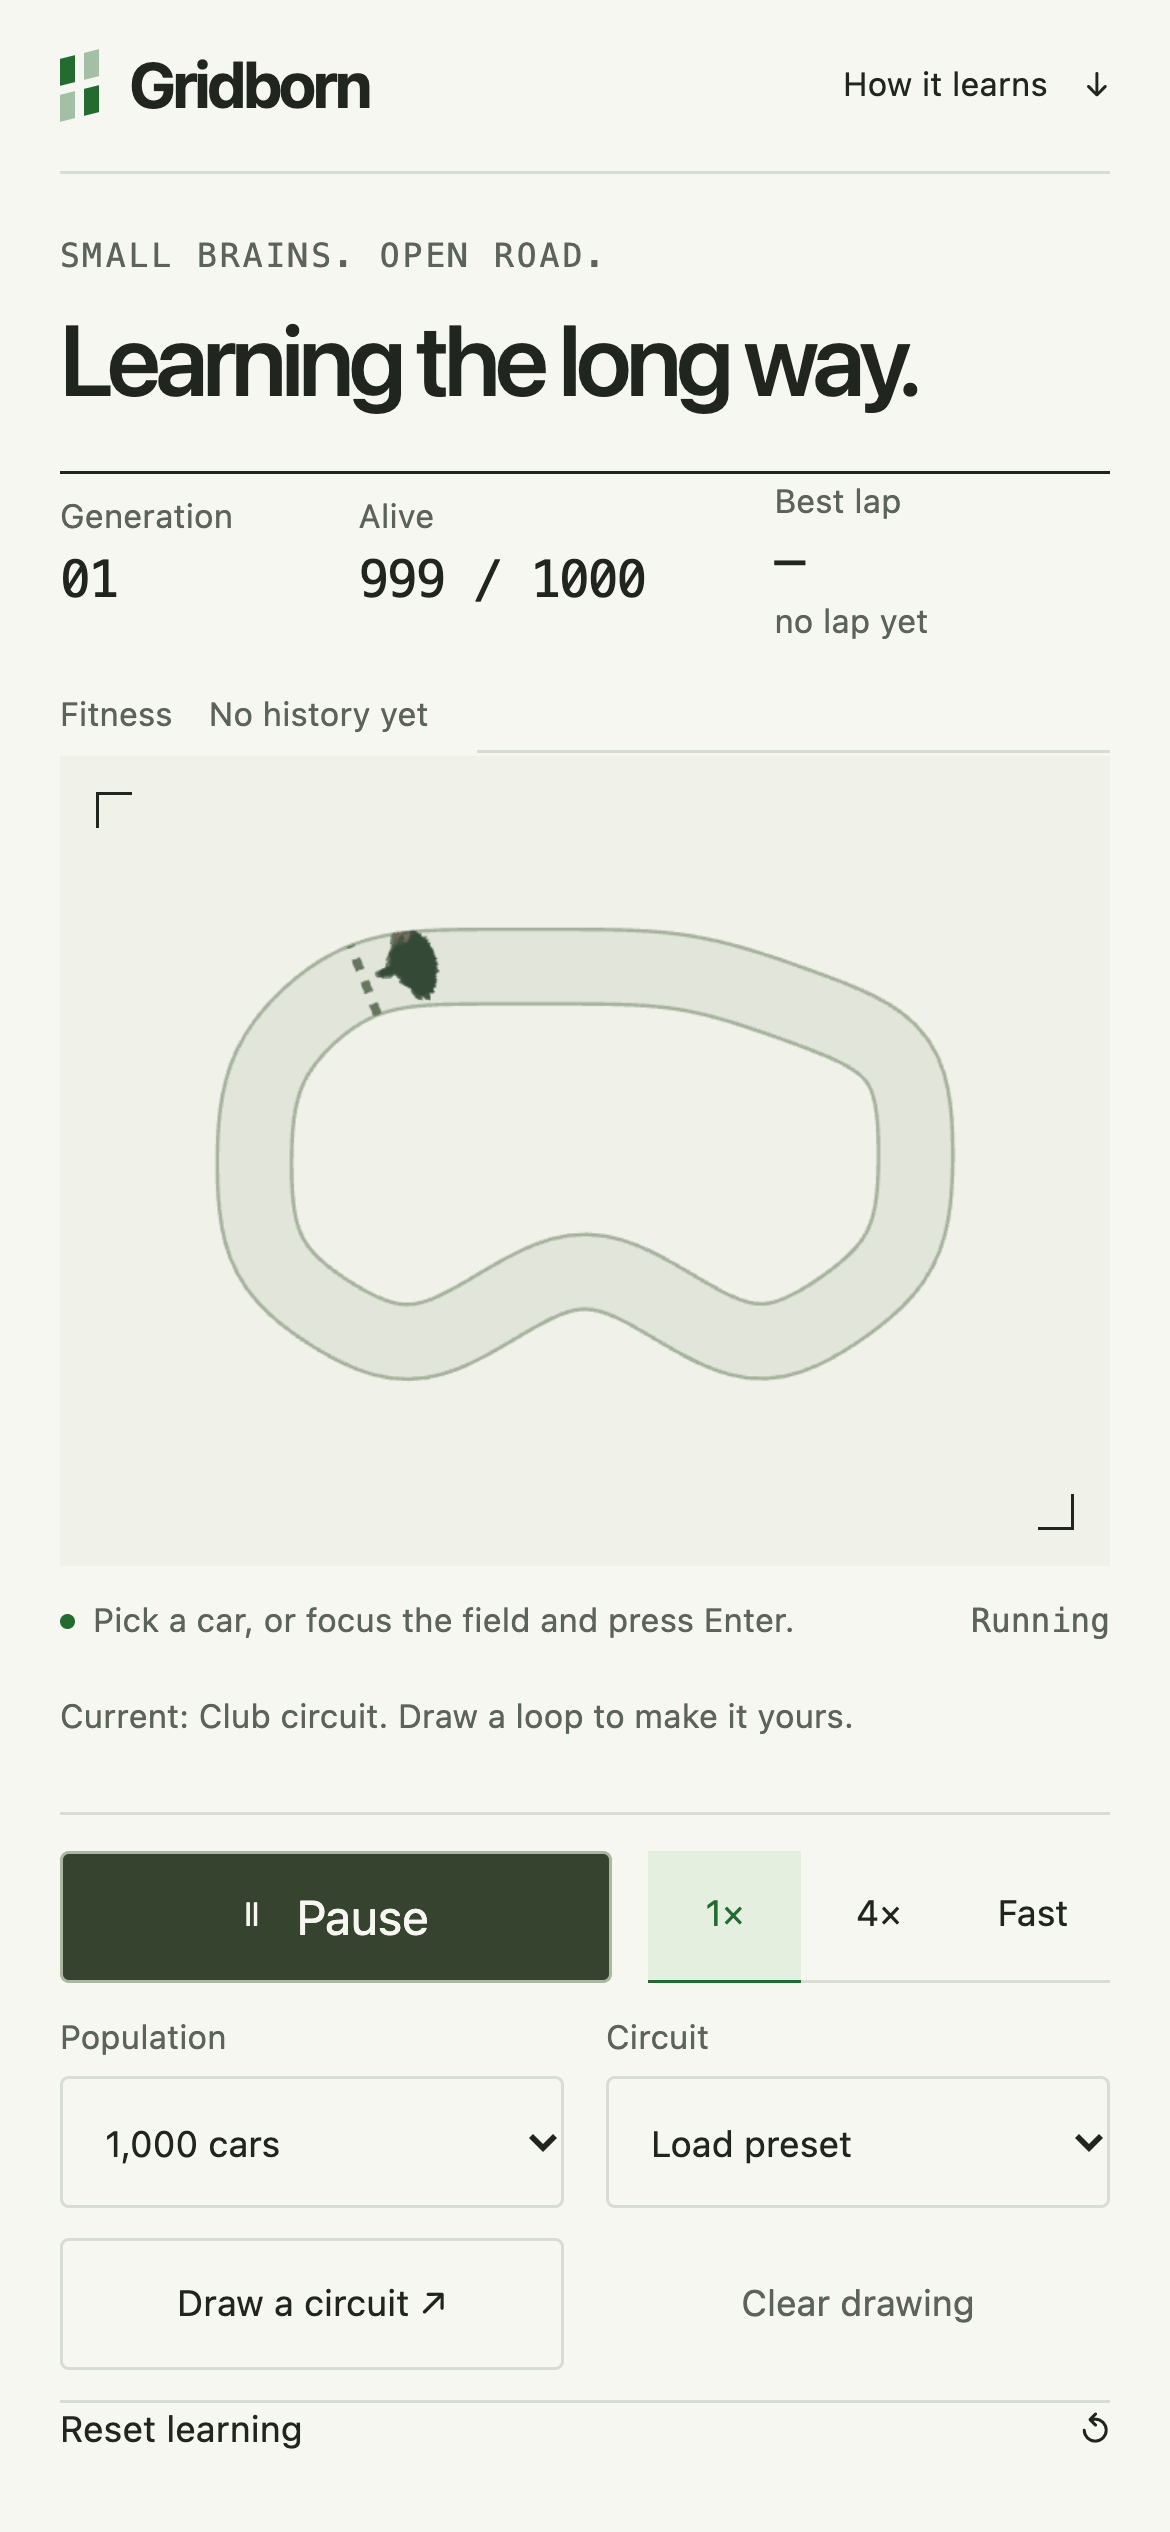 Gridborn
How it learns ↓
SMALL BRAINS. OPEN ROAD.
Learning the long way.
Generation
01
Alive
999 / 1000
Best lap
—
no lap yet
Fitness No history yet
Pick a car, or focus the field and press Enter.
Running
Current: Club circuit. Draw a loop to make it yours.
Pause
1×
4×
Fast
Population
Circuit
1,000 cars
Load preset
Draw a circuit ↗
Clear drawing
Reset learning